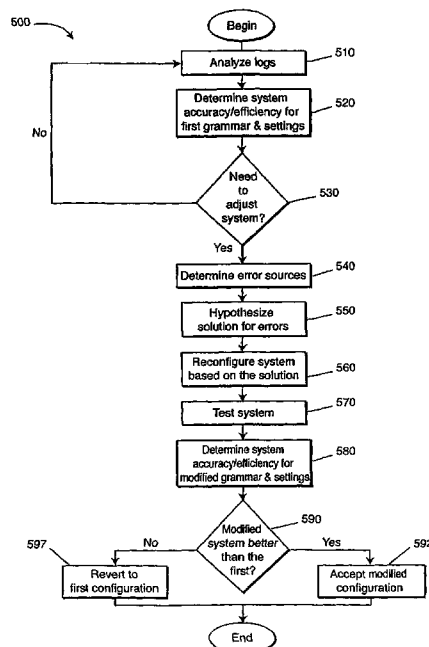 500
Begin
Analyze logs
510
Determine system
accuracy/efficiency for
first grammar & settings
520
No
Need
to
adjust
system?
530
Yes
Determine error sources
540
Hypothesize
solution for errors
550
Reconfigure system
based on the solution
560
Test system
570
Determine system
accuracy/efficiency for
modified grammar & settings
580
590
Modified
system better
than the
first?
No
Yes
597
Revert to
first configuration
592
Accept modified
configuration
End